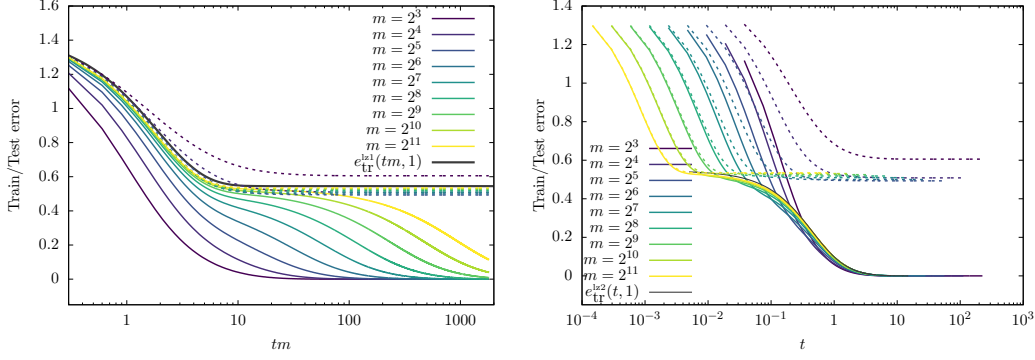 Train/Test error
1.6
1.4
1.2
1
0.8
0.6
0.4
0.2
0
1
10
100
1000
tm
m = 2^3
m = 2^4
m = 2^5
m = 2^6
m = 2^7
m = 2^8
m = 2^9
m = 2^10
m = 2^11
e_tr^lz1(tm, 1)
Train/Test error
1.4
1.2
1
0.8
0.6
0.4
0.2
0
10^−4
10^−3
10^−2
10^−1
1
10^1
10^2
10^3
t
m = 2^3
m = 2^4
m = 2^5
m = 2^6
m = 2^7
m = 2^8
m = 2^9
m = 2^10
m = 2^11
e_tr^lz2(t, 1)